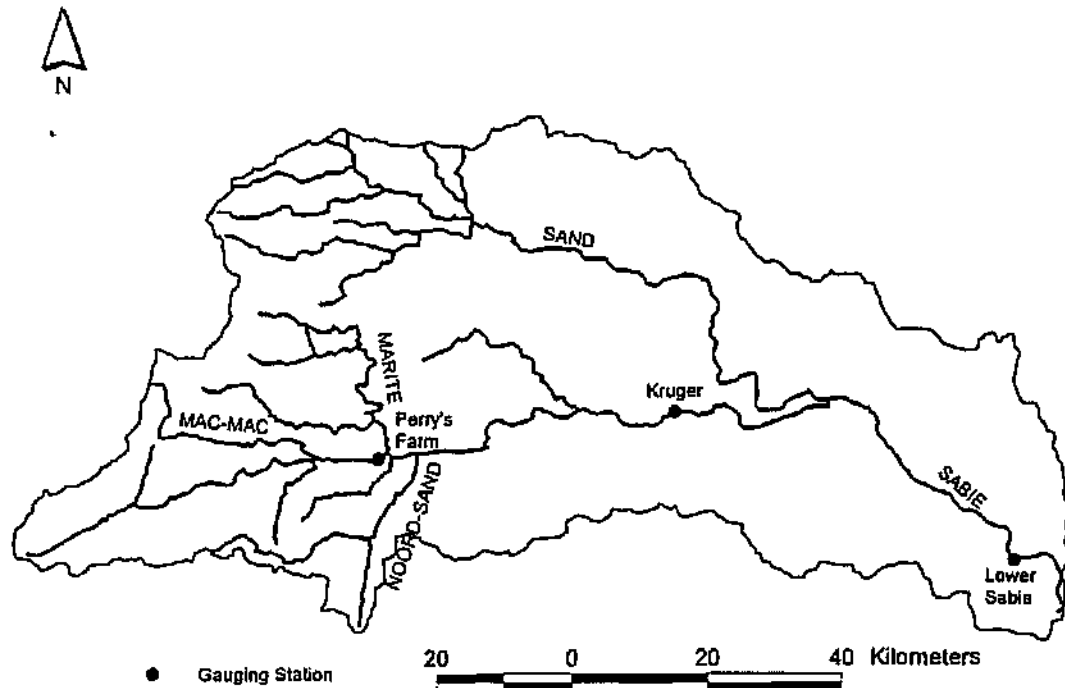 N
SAND
MARITE
Kruger
MAC-MAC
Perry's
Farm
NOORD-SAND
SABIE
Lower
Sabie
20 0 20 40 Kilometers
Gauging Station